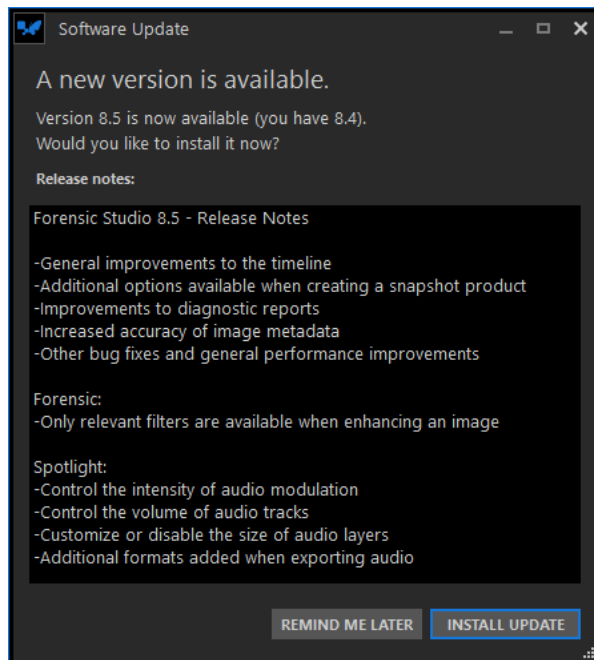 Software Update
A new version is available.
Version 8.5 is now available (you have 8.4).
Would you like to install it now?
Release notes:
Forensic Studio 8.5 - Release Notes
-General improvements to the timeline
-Additional options available when creating a snapshot product
-Improvements to diagnostic reports
-Increased accuracy of image metadata
-Other bug fixes and general performance improvements
Forensic:
-Only relevant filters are available when enhancing an image
Spotlight:
-Control the intensity of audio modulation
-Control the volume of audio tracks
-Customize or disable the size of audio layers
-Additional formats added when exporting audio
REMIND ME LATER INSTALL UPDATE